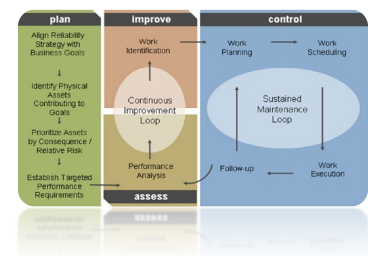 plan
Align Reliability
Strategy with
Business Goals
Identify Physical
Assets
Contributing to
Goals
Prioritize Assets
by Consequence /
Relative Risk
Establish Targeted
Performance
Requirements
improve
Work
Identification
Continuous
Improvement
Loop
Performance
Analysis
assess
control
Work
Planning
Work
Scheduling
Sustained
Maintenance
Loop
Follow-up
Work
Execution